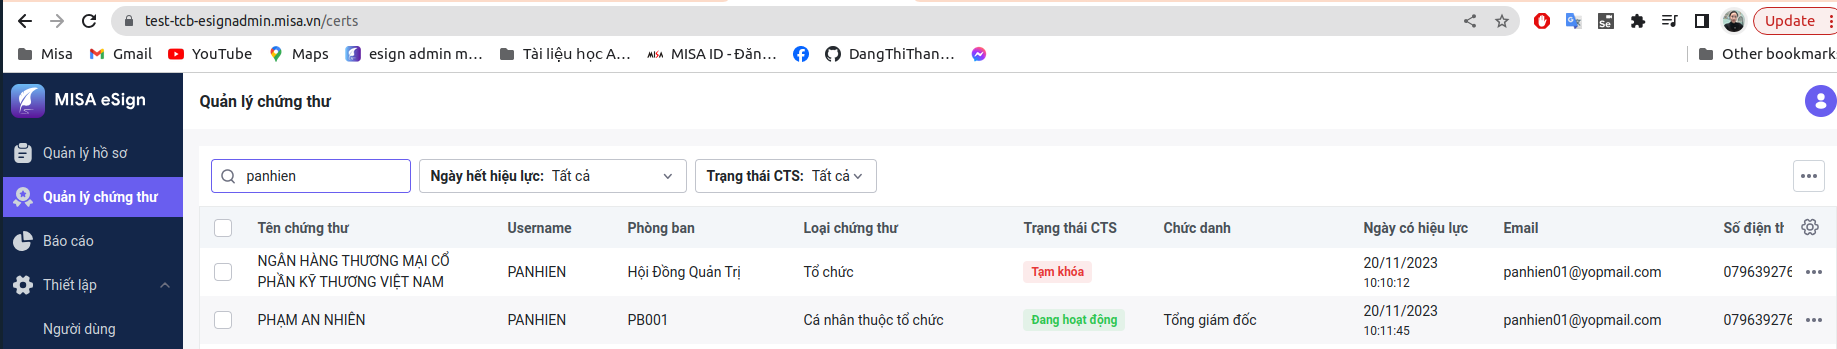 test-tcb-esignadmin.misa.vn/certs
Update
Misa
Gmail
YouTube
Maps
esign admin m...
Tài liệu học A...
MISA
MISA ID - Đăn...
DangThiThan...
Other bookmark
MISA eSign
Quản lý chứng thư
Quản lý hồ sơ
Quản lý chứng thư
Báo cáo
Thiết lập
Người dùng
panhien
Ngày hết hiệu lực: Tất cả
Trạng thái CTS: Tất cả
Tên chứng thư Username Phòng ban Loại chứng thư Trạng thái CTS Chức danh Ngày có hiệu lực Email Số điện th
NGÂN HÀNG THƯƠNG MẠI CỔ
PHẦN KỸ THƯƠNG VIỆT NAM
PANHIEN
Hội Đồng Quản Trị
Tổ chức
Tạm khóa
20/11/2023
10:10:12
panhien01@yopmail.com
079639276
PHẠM AN NHIÊN
PANHIEN
PB001
Cá nhân thuộc tổ chức
Đang hoạt động
Tổng giám đốc
20/11/2023
10:11:45
panhien01@yopmail.com
079639276